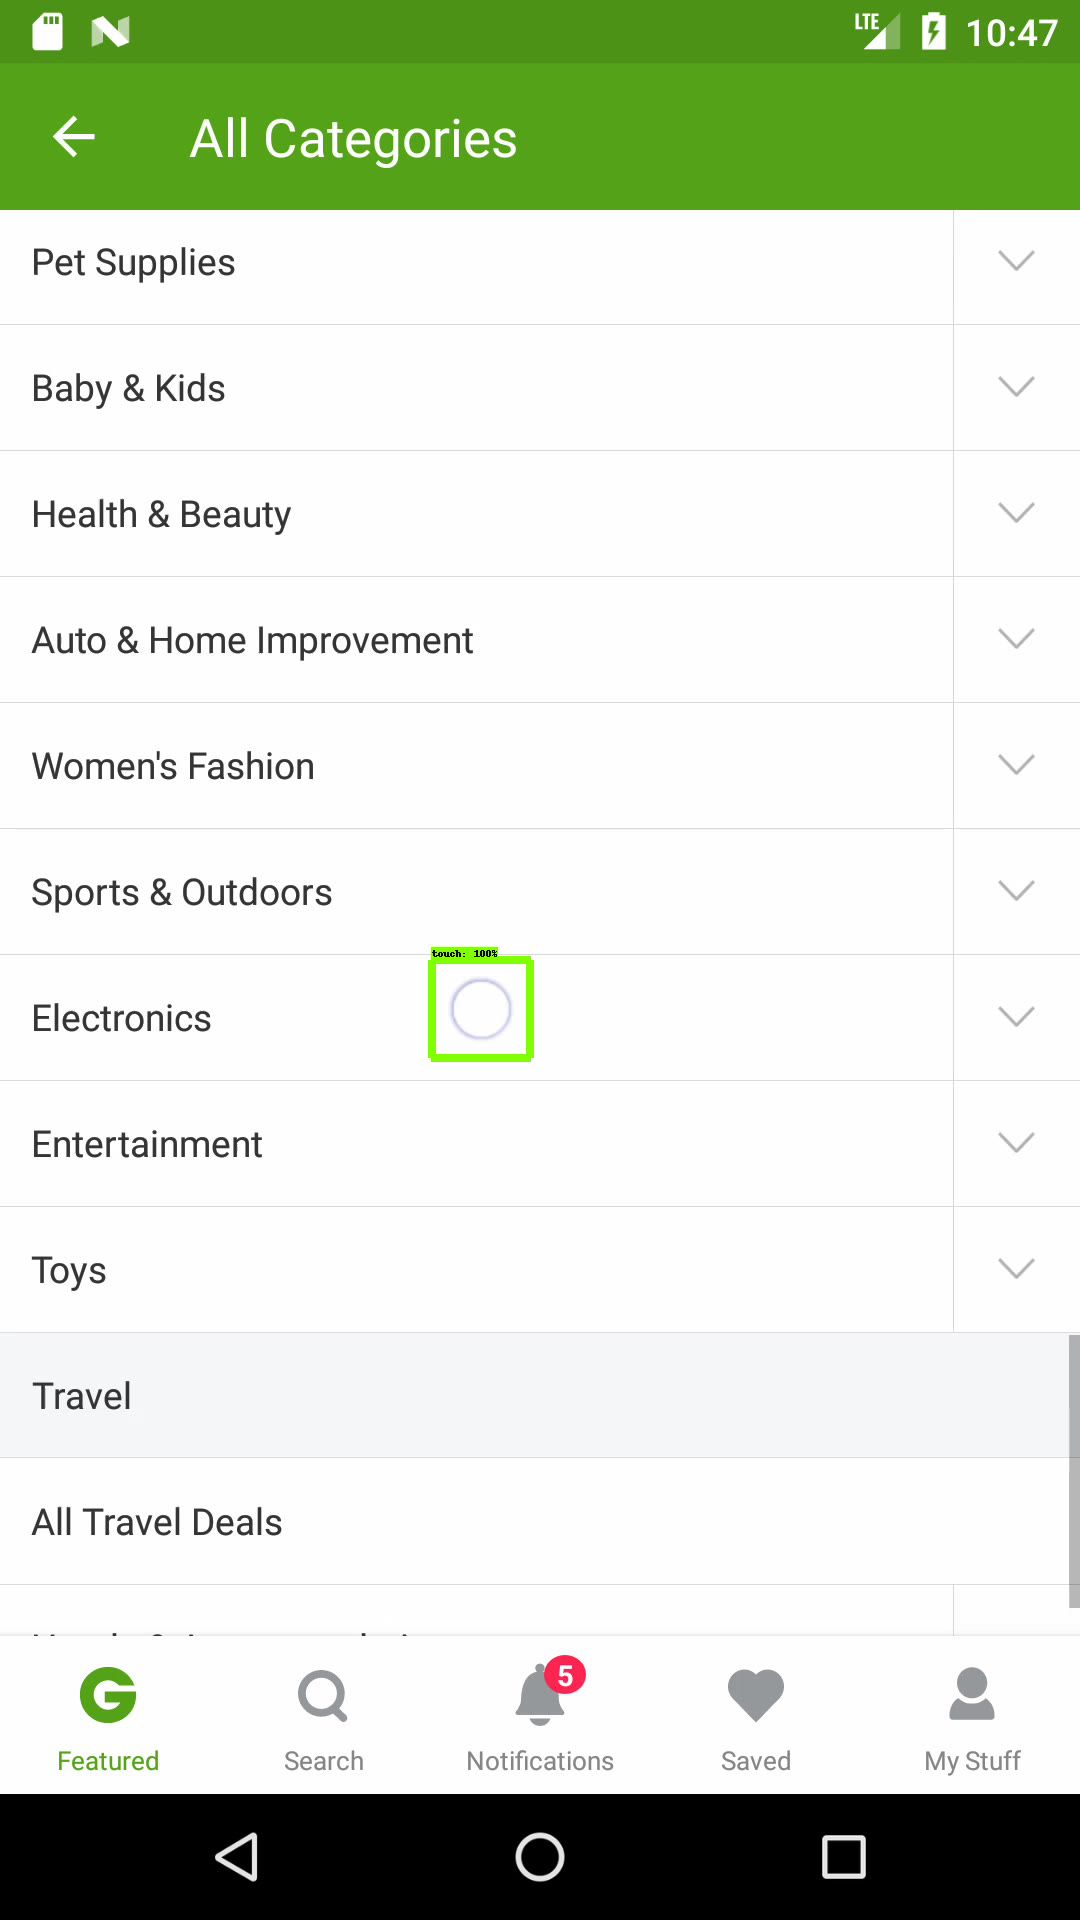 LTE 10:47
All Categories
Pet Supplies
Baby & Kids
Health & Beauty
Auto & Home Improvement
Women's Fashion
Sports & Outdoors
touch: 100%
Electronics
Entertainment
Toys
Travel
All Travel Deals
5
Featured Search Notifications Saved My Stuff